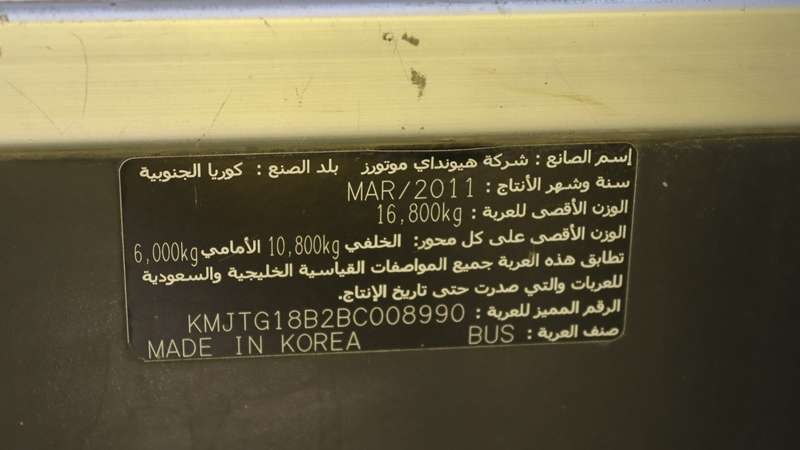 إسم الصانع : شركة هيونداي موتورز بلد الصنع : كوريا الجنوبية
سنة وشهر الأنتاج : MAR/2011
الوزن الأقصى للعربة : 16,800kg
الوزن الأقصى على كل محور: الخلفي 10,800kg الأمامي 6,000kg
تطابق هذه العربة جميع المواصفات القياسية الخليجية والسعودية
للعربات والتي صدرت حتى تاريخ الإنتاج.
الرقم المميز للعربة : KMJTG18B2BC008990
صنف العربة : BUS MADE IN KOREA